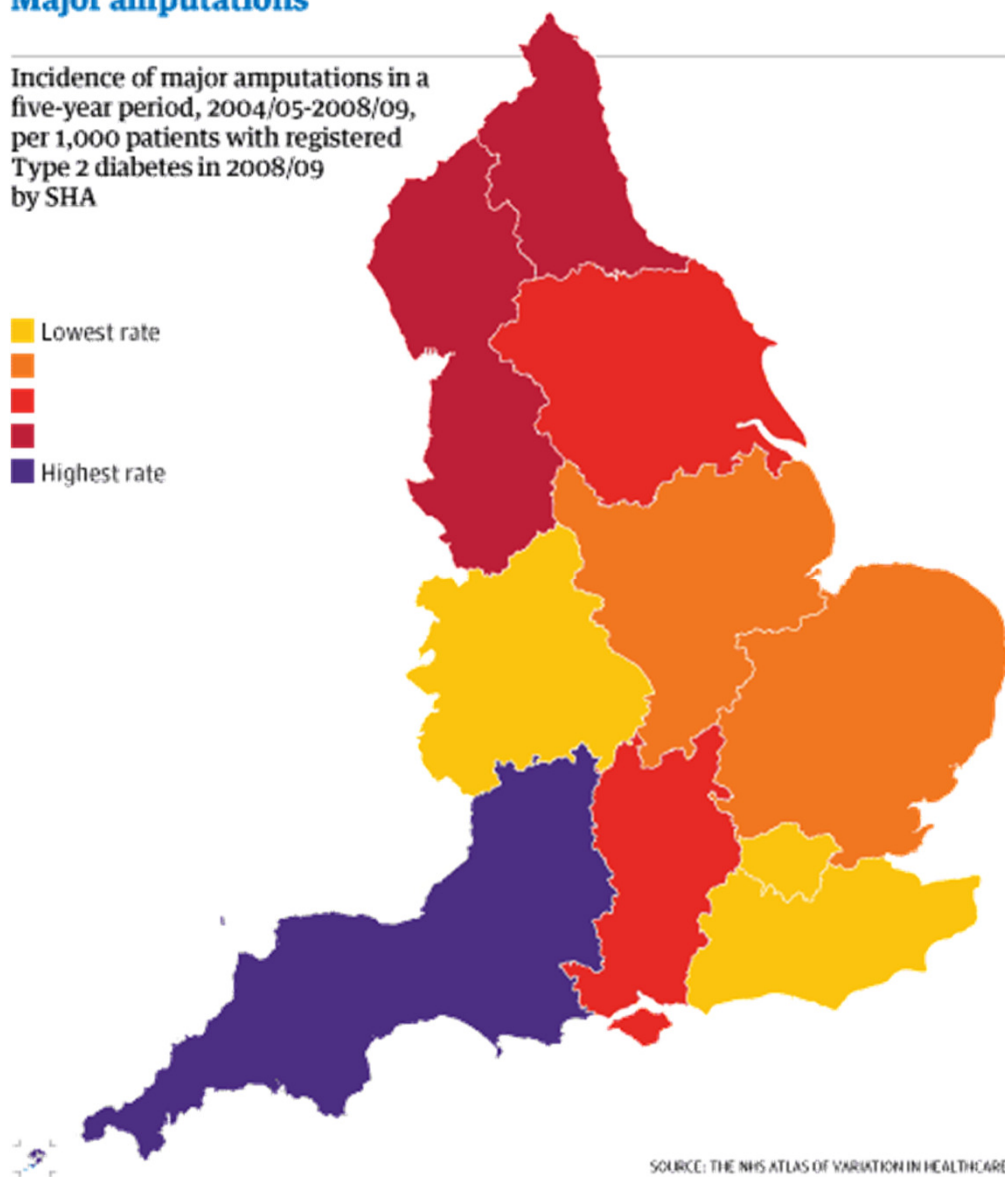 Major amputations
Incidence of major amputations in a
five-year period, 2004/05-2008/09,
per 1,000 patients with registered
Type 2 diabetes in 2008/09
by SHA
Lowest rate
Highest rate
SOURCE: THE NHS ATLAS OF VARIATION IN HEALTHCARE